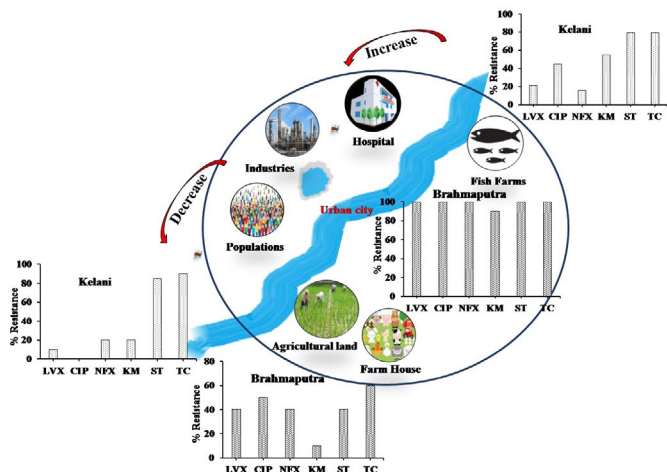 Increase
Kelani
% Resistance
100
80
60
40
20
0
LVX CIP NFX KM ST TC
Hospital
Industries
Fish Farms
Decrease
Populations
Urban city
Brahmaputra
% Resistance
100
80
60
40
20
0
LVX CIP NFX KM ST TC
Kelani
% Resistance
100
80
60
40
20
0
LVX CIP NFX KM ST TC
Agricultural land
Farm House
Brahmaputra
% Resistance
80
60
40
20
0
LVX CIP NFX KM ST TC